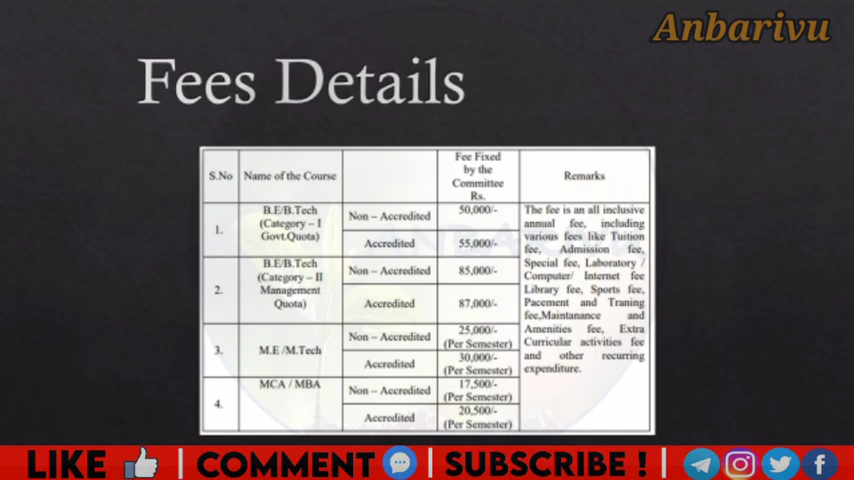 Anbarivu
Fees Details
S.No
Name of the Course
Fee Fixed
by the
Committee
Rs.
Remarks
1.
B.E/B.Tech
(Category – I
Govt.Quota)
Non – Accredited
50,000/-
Accredited
55,000/-
2.
B.E/B.Tech
(Category – II
Management
Quota)
Non – Accredited
85,000/-
Accredited
87,000/-
3.
M.E /M.Tech
Non – Accredited
25,000/-
(Per Semester)
Accredited
30,000/-
(Per Semester)
4.
MCA / MBA
Non – Accredited
17,500/-
(Per Semester)
Accredited
20,500/-
(Per Semester)
The fee is an all inclusive
annual fee, including
various fees like Tuition
fee, Admission fee,
Special fee, Laboratory /
Computer/ Internet fee
Library fee, Sports fee,
Pacement and Traning
fee,Maintanance and
Amenities fee, Extra
Curricular activities fee
and other recurring
expenditure.
LIKE | COMMENT | SUBSCRIBE ! |